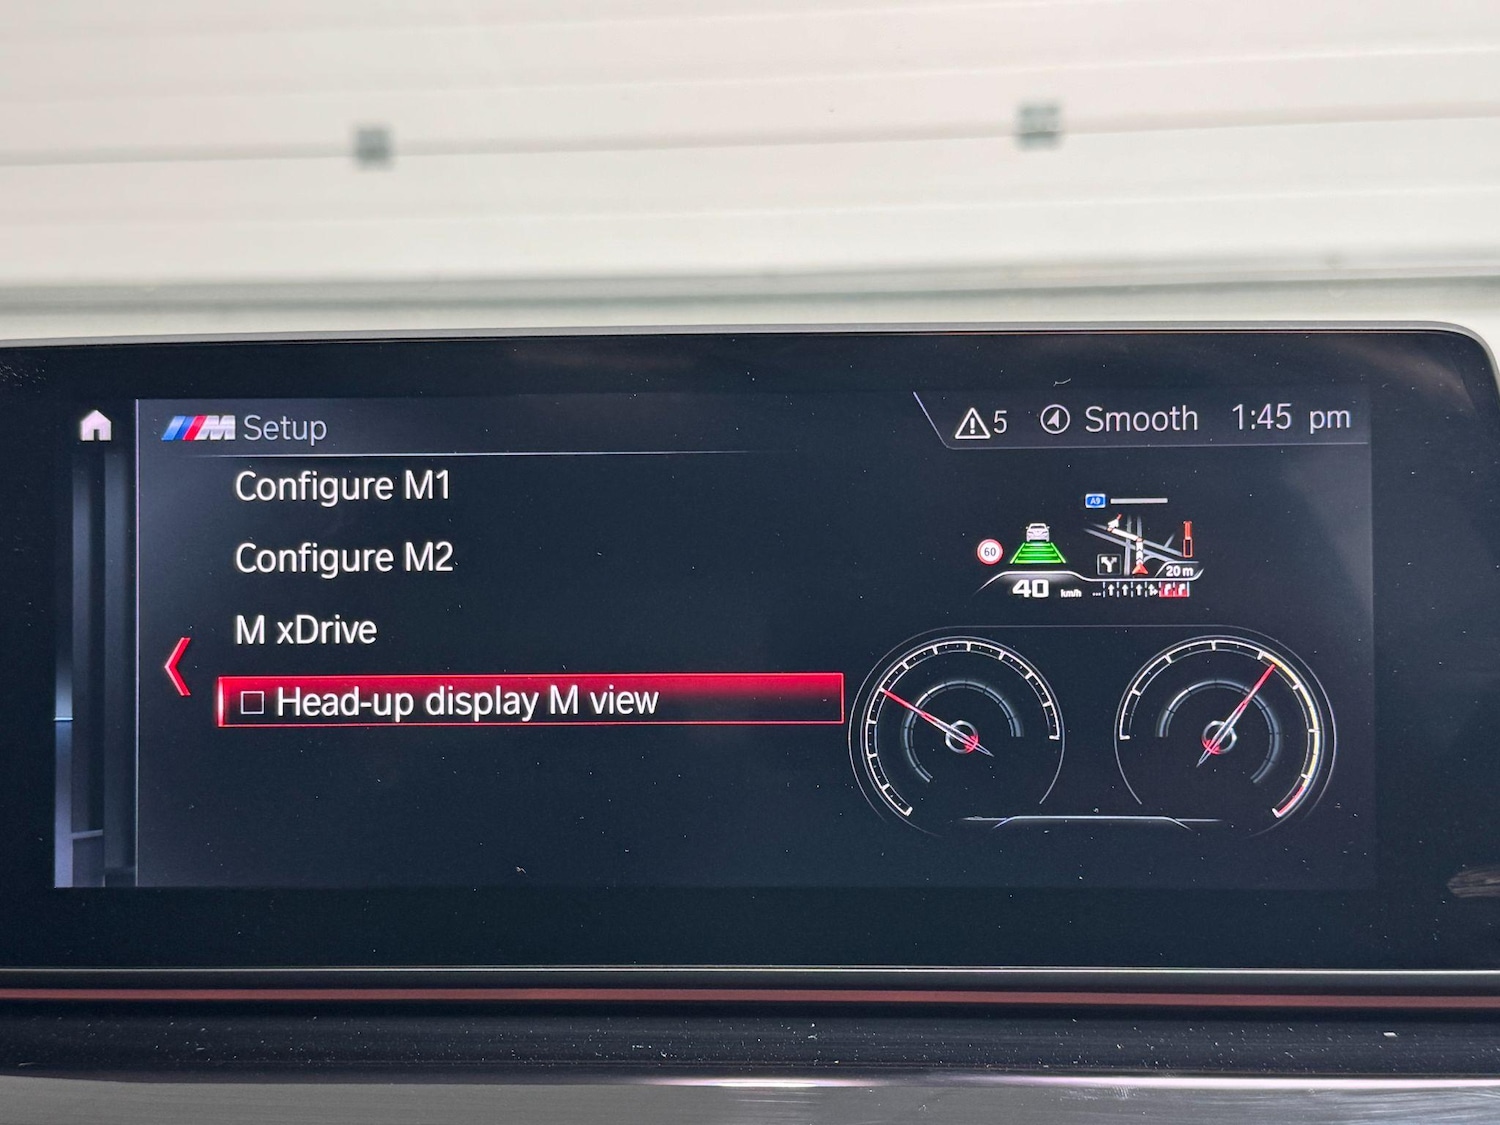 M Setup
5 Smooth 1:45 pm
Configure M1
Configure M2
M xDrive
Head-up display M view
A9
60
20 m
40 km/h